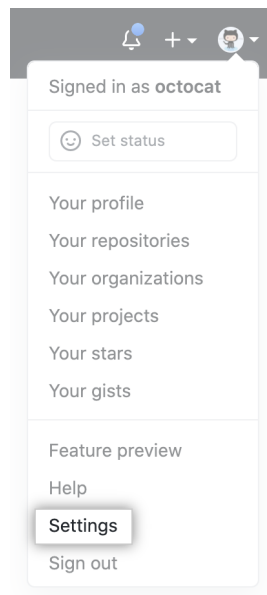 Signed in as octocat
Set status
Your profile
Your repositories
Your organizations
Your projects
Your stars
Your gists
Feature preview
Help
Settings
Sign out